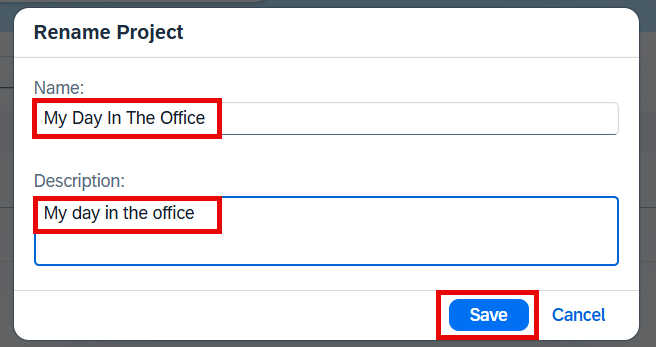 Rename Project
Name:
My Day In The Office
Description:
My day in the office
Save Cancel